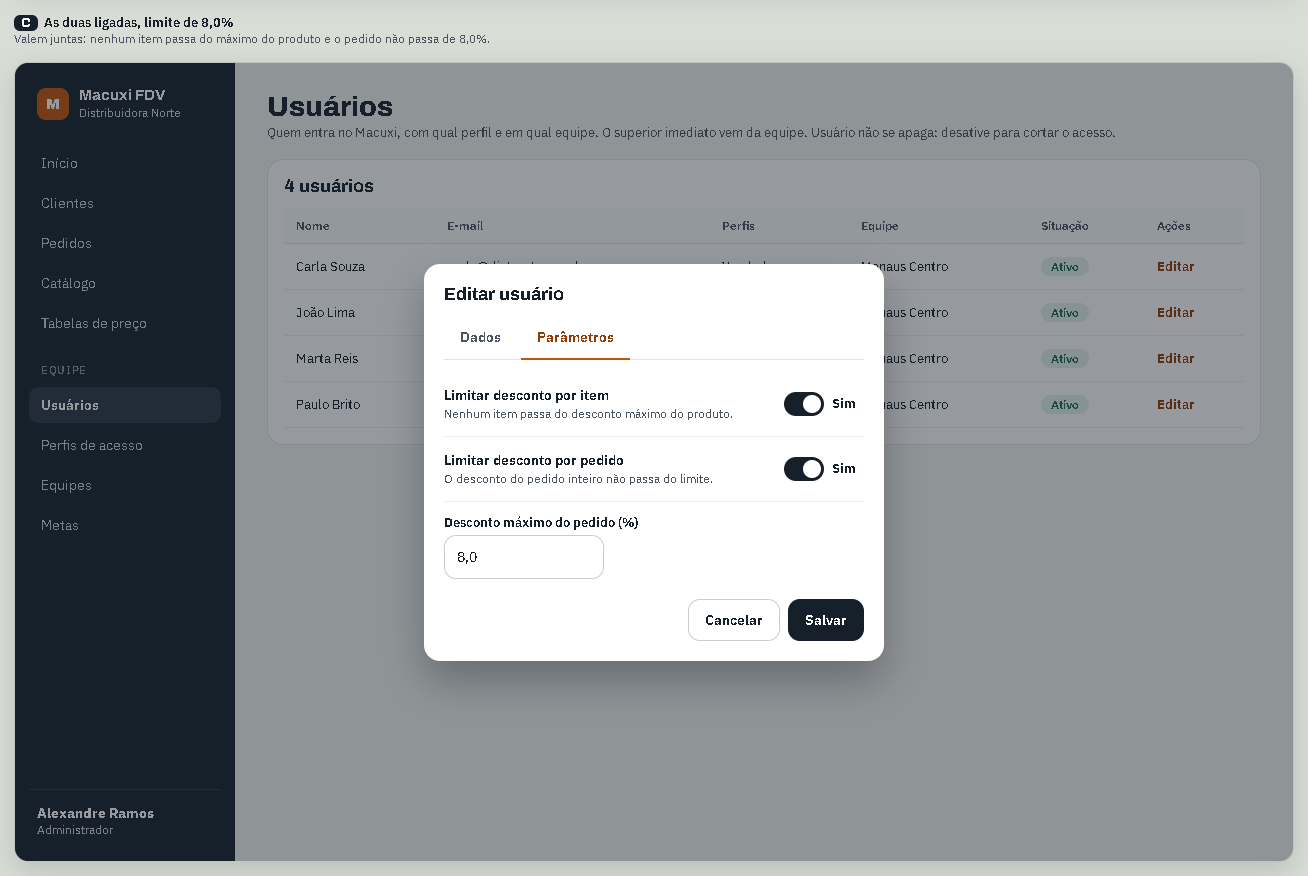 C As duas ligadas, limite de 8,0%
Valem juntas: nenhum item passa do máximo do produto e o pedido não passa de 8,0%.
M
Macuxi FDV
Distribuidora Norte
Início
Clientes
Pedidos
Catálogo
Tabelas de preço
EQUIPE
Usuários
Perfis de acesso
Equipes
Metas
Alexandre Ramos
Administrador
Usuários
Quem entra no Macuxi, com qual perfil e em qual equipe. O superior imediato vem da equipe. Usuário não se apaga: desative para cortar o acesso.
4 usuários
Nome E-mail Perfis Equipe Situação Ações
Carla Souza Centro Ativo Editar
João Lima Centro Ativo Editar
Marta Reis Centro Ativo Editar
Paulo Brito Centro Ativo Editar
Editar usuário
Dados Parâmetros
Limitar desconto por item
Nenhum item passa do desconto máximo do produto.
Sim
Limitar desconto por pedido
O desconto do pedido inteiro não passa do limite.
Sim
Desconto máximo do pedido (%)
8,0
Cancelar Salvar